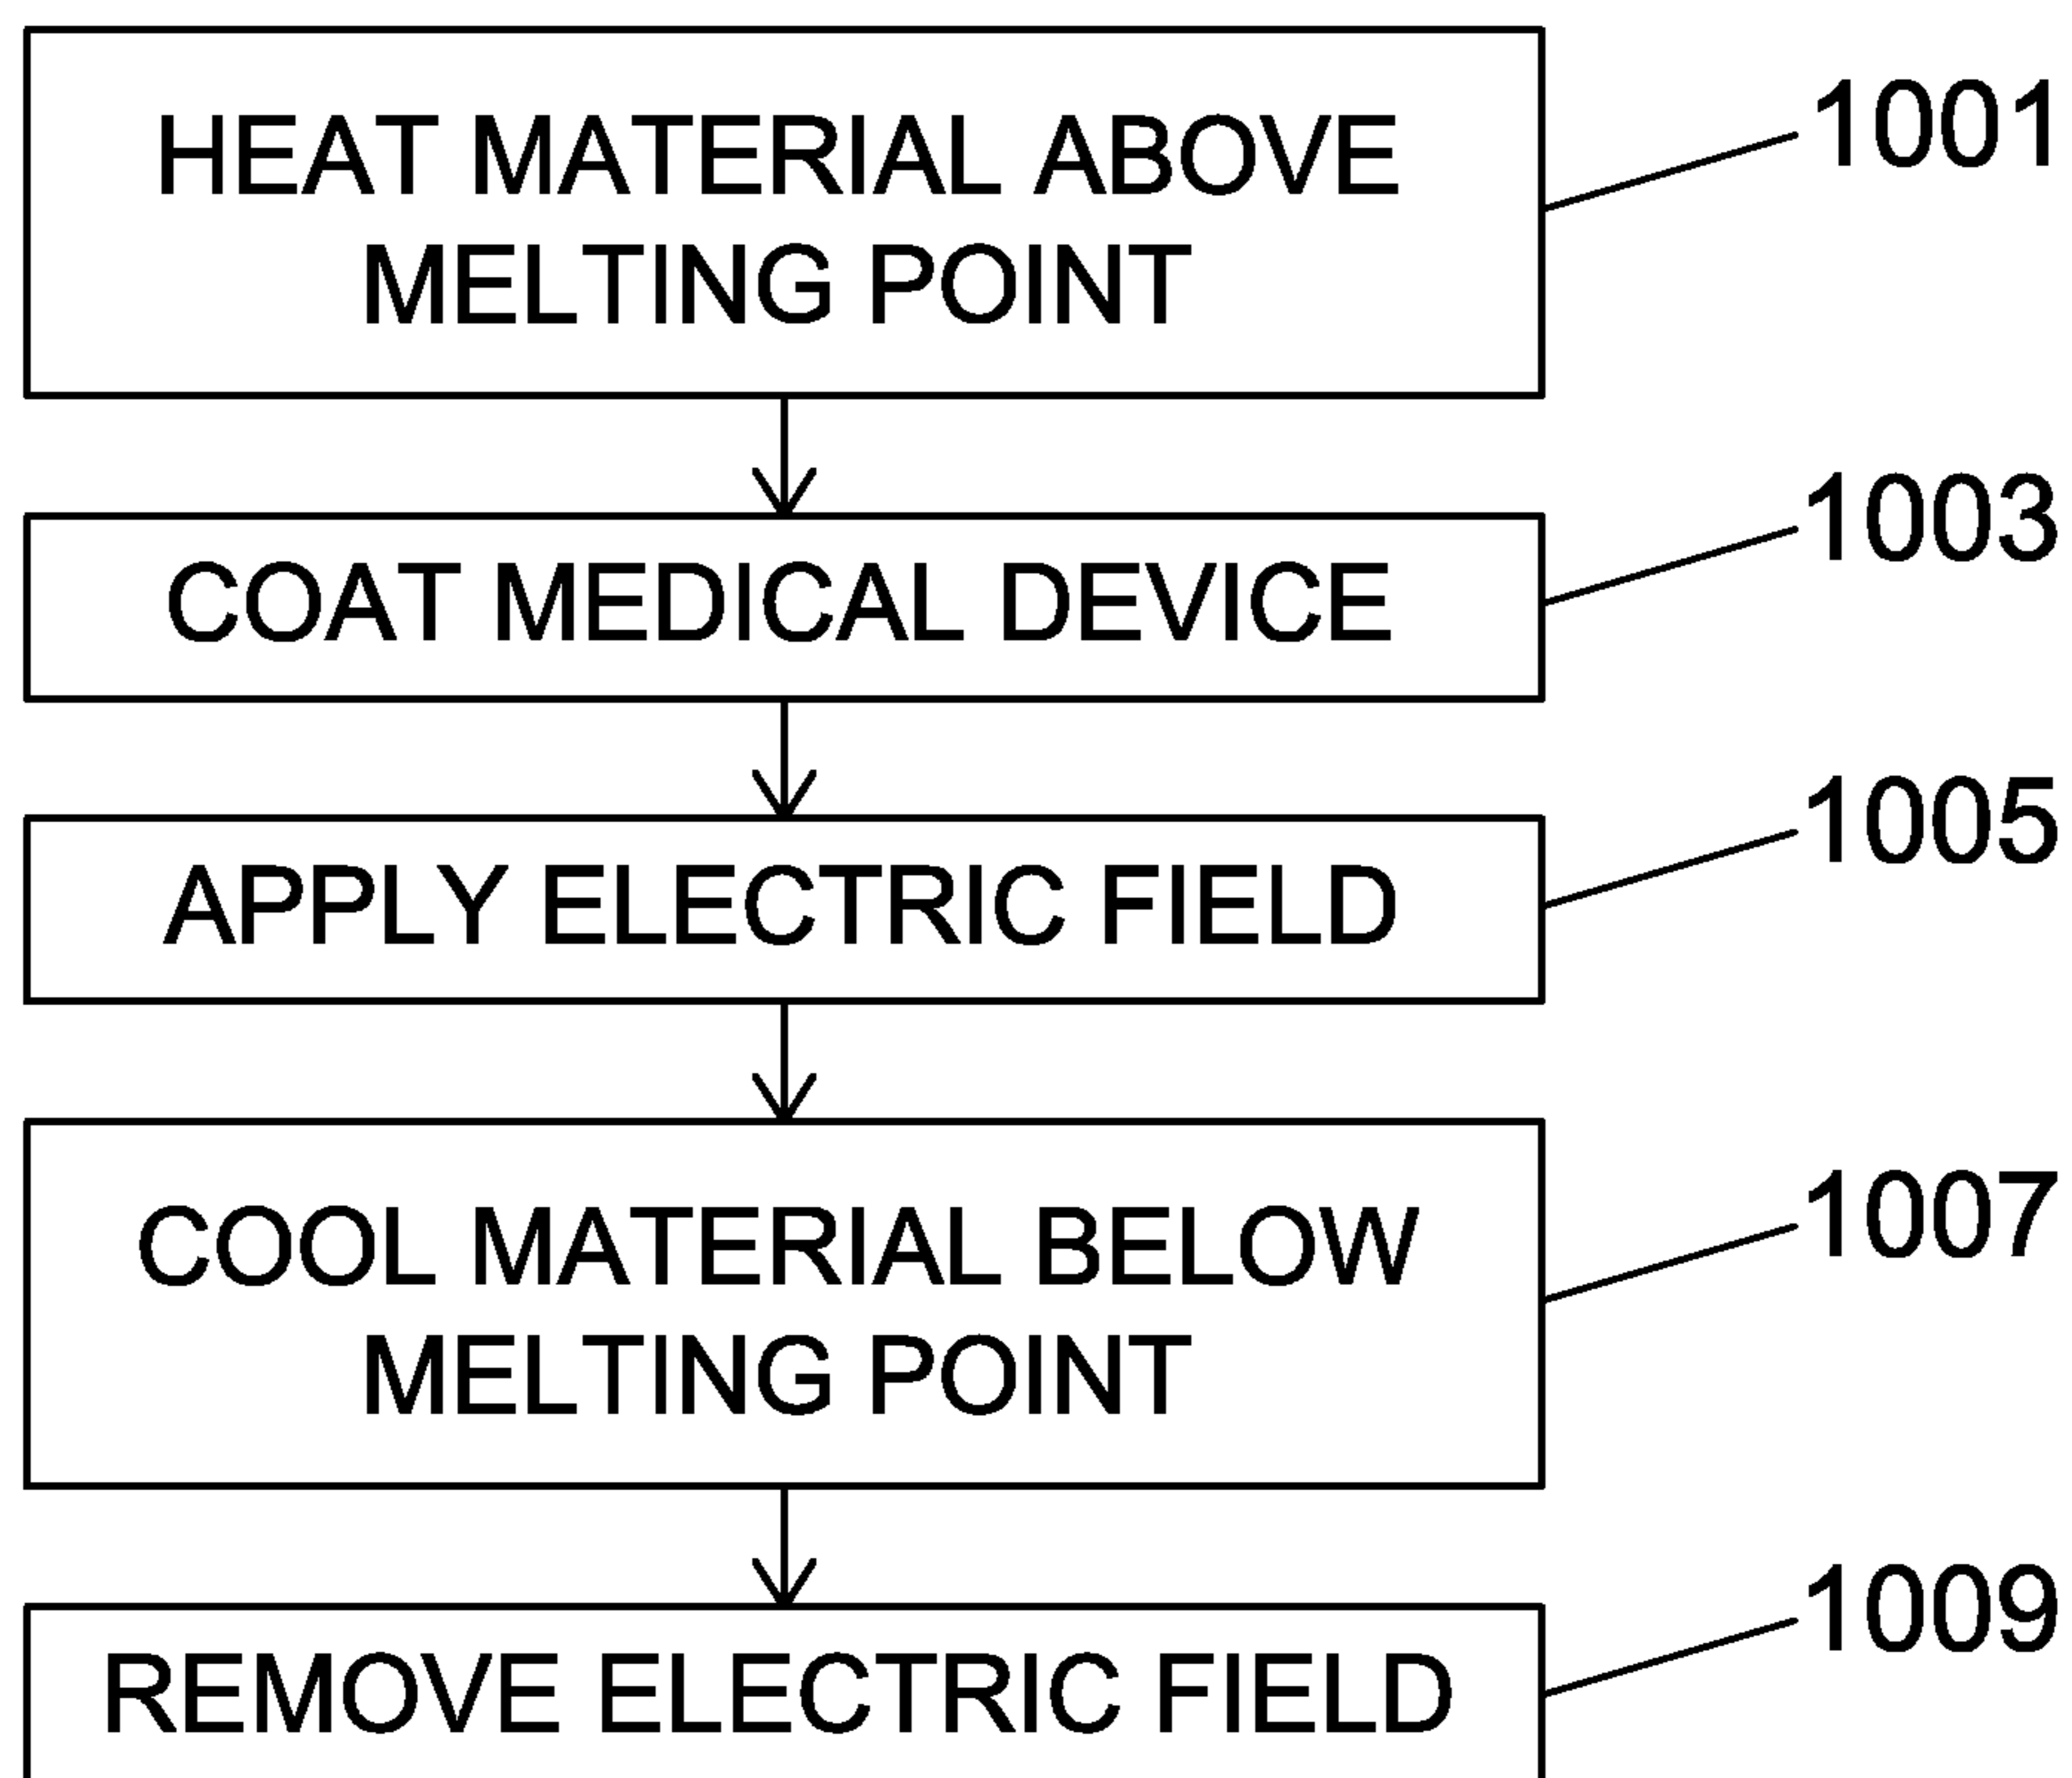 HEAT MATERIAL ABOVE
MELTING POINT
1001
COAT MEDICAL DEVICE
1003
APPLY ELECTRIC FIELD
1005
COOL MATERIAL BELOW
MELTING POINT
1007
REMOVE ELECTRIC FIELD
1009